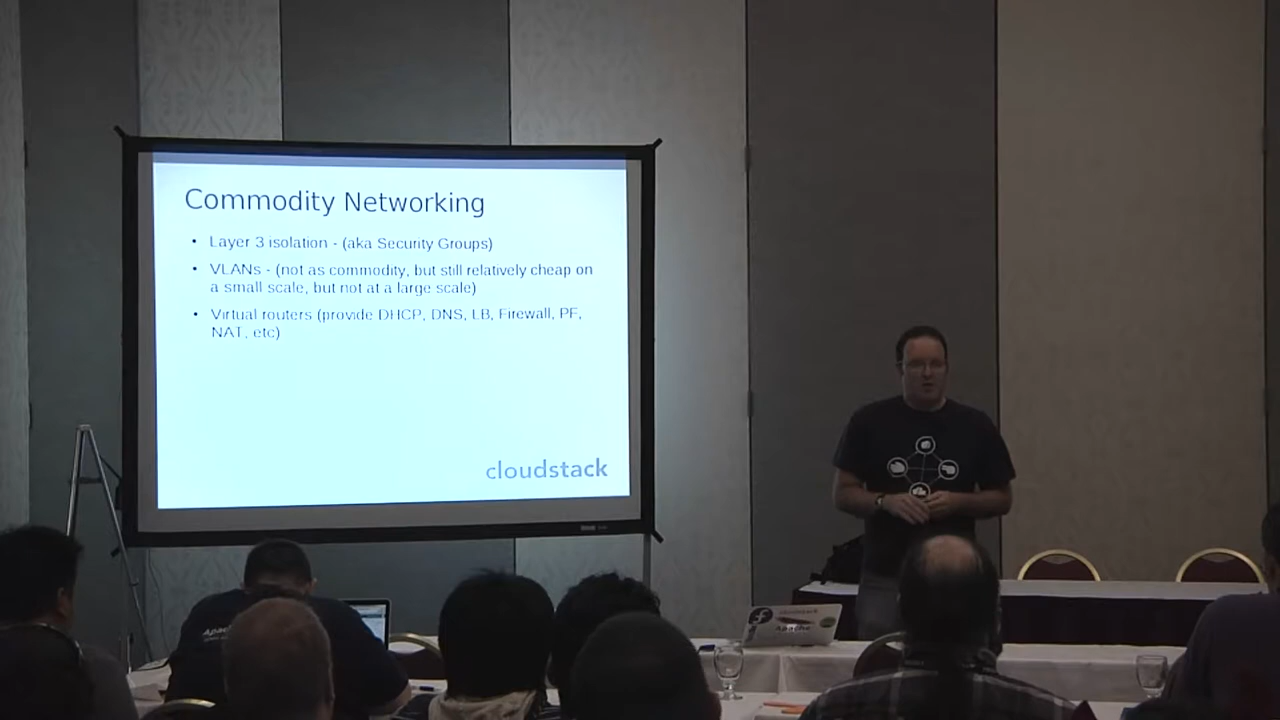 Commodity Networking
• Layer 3 isolation - (aka Security Groups)
• VLANs - (not as commodity, but still relatively cheap on
a small scale, but not at a large scale)
• Virtual routers (provide DHCP, DNS, LB, Firewall, PF,
NAT, etc)
cloudstack
Apache